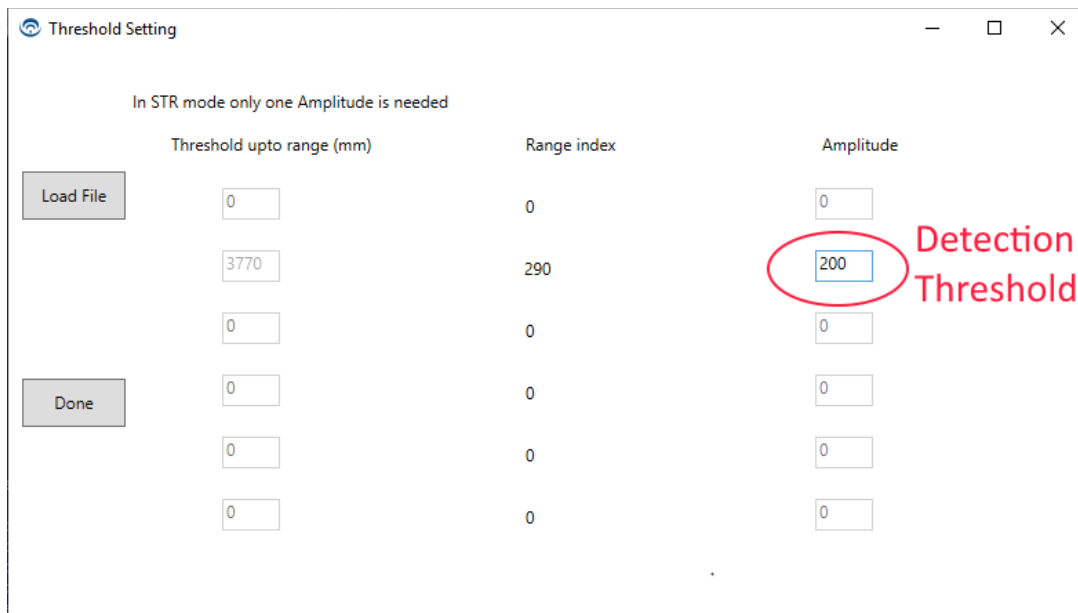 Threshold Setting
In STR mode only one Amplitude is needed
Threshold upto range (mm) Range index Amplitude
Load File
0 0 0
3770 290 200
Detection
Threshold
0 0 0
Done
0 0 0
0 0 0
0 0 0